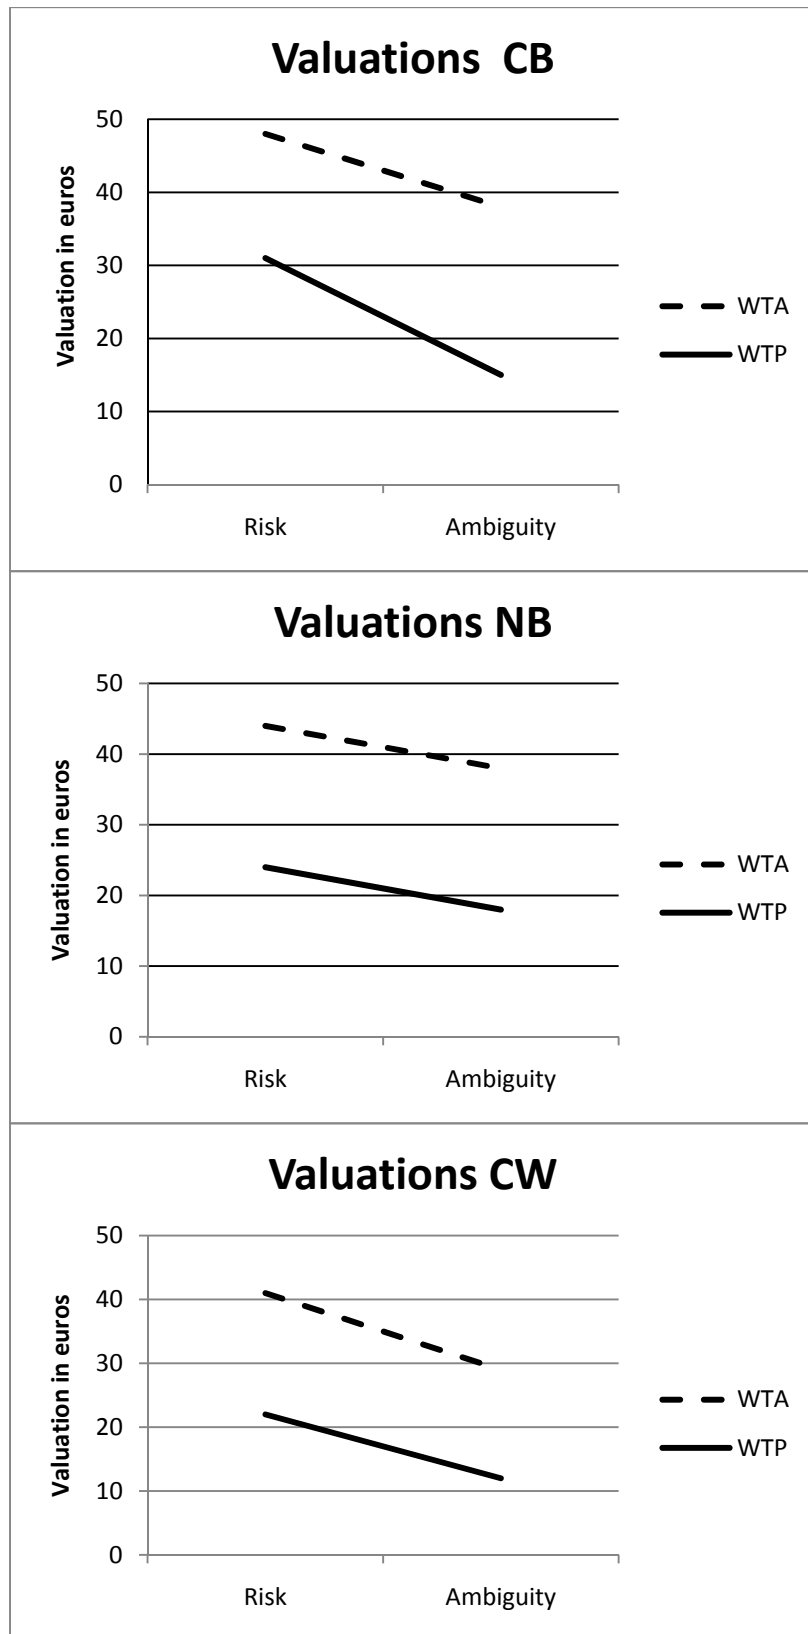 Valuations  CB
Valuation in euros
50
40
30
20
10
0
Risk
Ambiguity
WTA
WTP
Valuations NB
Valuation in euros
50
40
30
20
10
0
Risk
Ambiguity
WTA
WTP
Valuations CW
Valuation in euros
50
40
30
20
10
0
Risk
Ambiguity
WTA
WTP